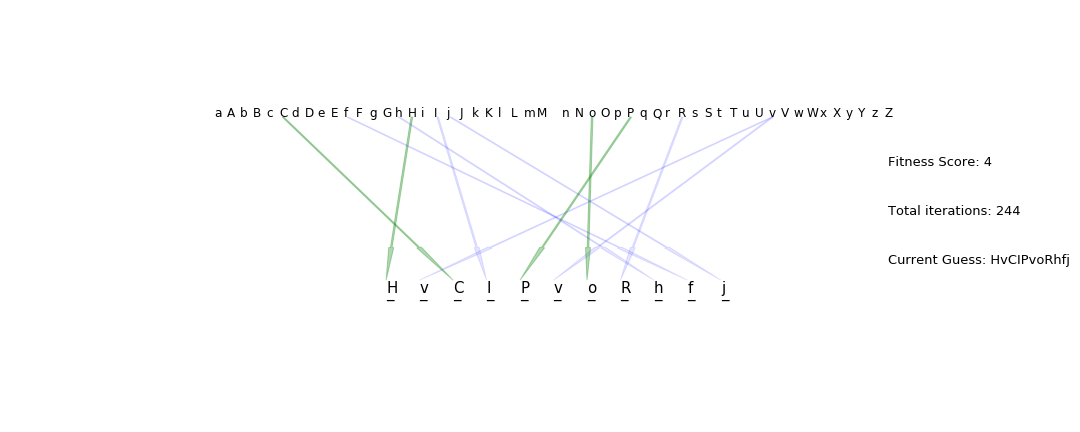 a A b B c C d D e E f F g G h H i I j J k K l L m M n N o O p P q Q r R s S t T u U v V w W x X y Y z Z
Fitness Score: 4
Total iterations: 244
Current Guess: HvCIPvoRhfj
H v C I P v o R h f j